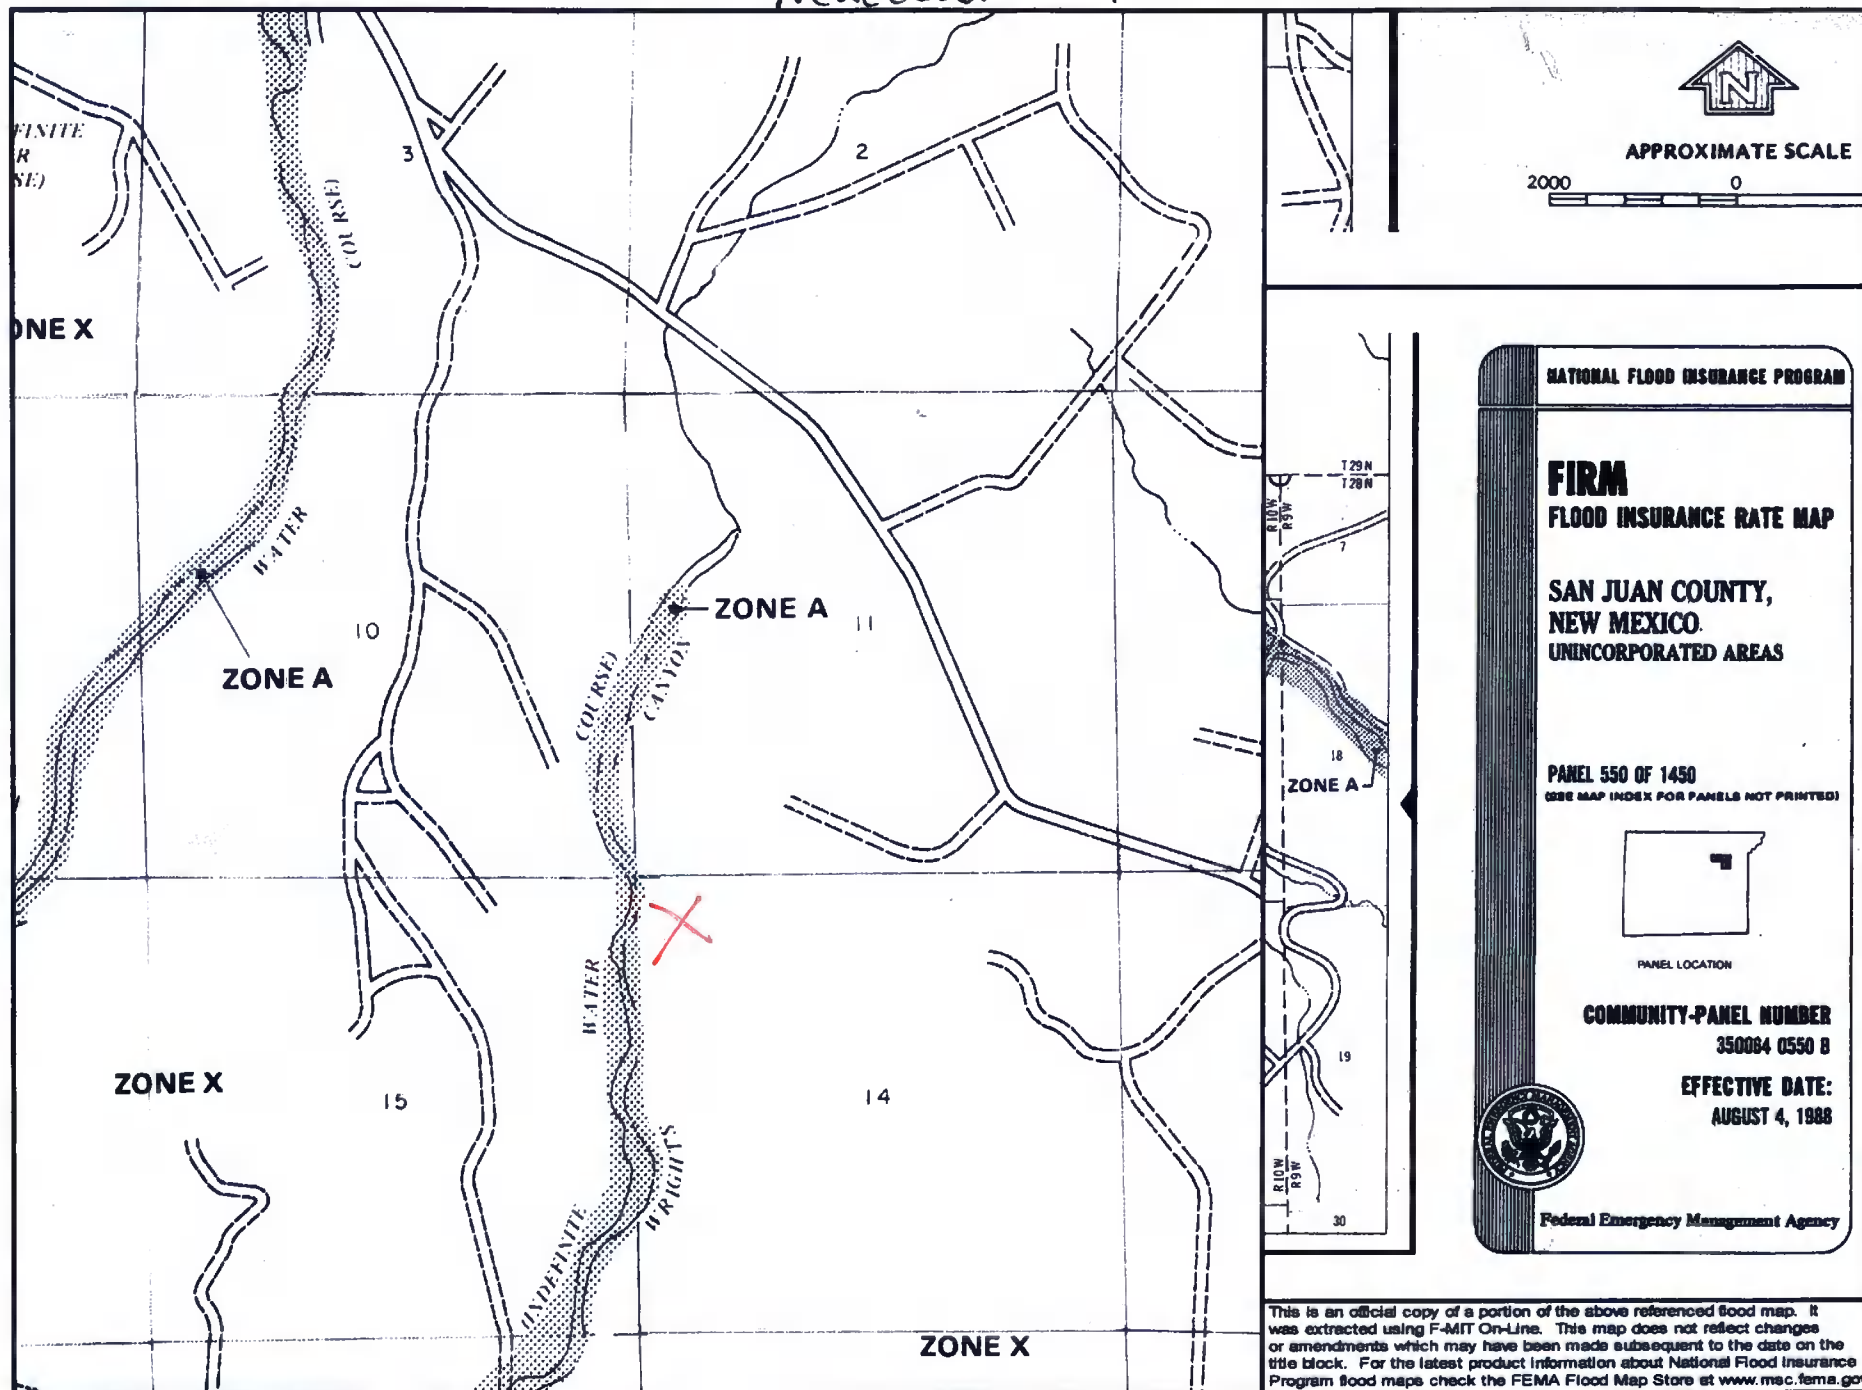 FINITE
R
SE)
COURSE)
3
2
ONE X
WATER
ZONE A
10
COURSE)
CANYON
ZONE A
11
WATER
ZONE X
15
14
WRIGHTS
(INDEFINITE
ZONE X
APPROXIMATE SCALE
2000 0
N
T29N
T28N
R10W
R9W
7
18
ZONE A
19
R10W
R9W
30
NATIONAL FLOOD INSURANCE PROGRAM
FIRM
FLOOD INSURANCE RATE MAP
SAN JUAN COUNTY,
NEW MEXICO
UNINCORPORATED AREAS
PANEL 550 OF 1450
(SEE MAP INDEX FOR PANELS NOT PRINTED)
PANEL LOCATION
COMMUNITY-PANEL NUMBER
350064 0550 B
EFFECTIVE DATE:
AUGUST 4, 1988
Federal Emergency Management Agency
This is an official copy of a portion of the above referenced flood map. It
was extracted using F-MIT On-Line. This map does not reflect changes
or amendments which may have been made subsequent to the date on the
title block. For the latest product information about National Flood Insurance
Program flood maps check the FEMA Flood Map Store at www.msc.fema.gov